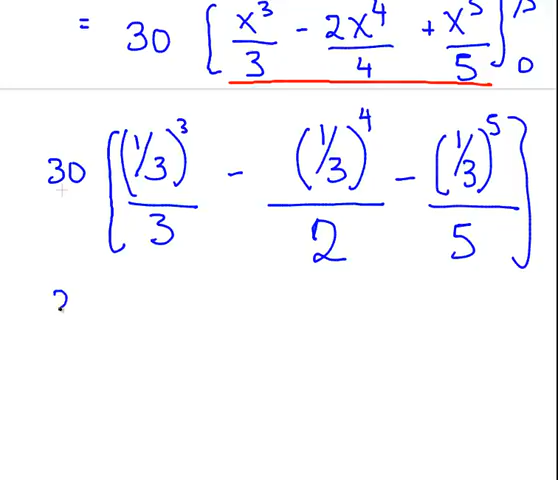 = 30 [ x³/3 - 2x⁴/4 + x⁵/5 ]₀
30 [ (1/3)³/3 - (1/3)⁴/2 - (1/3)⁵/5 ]